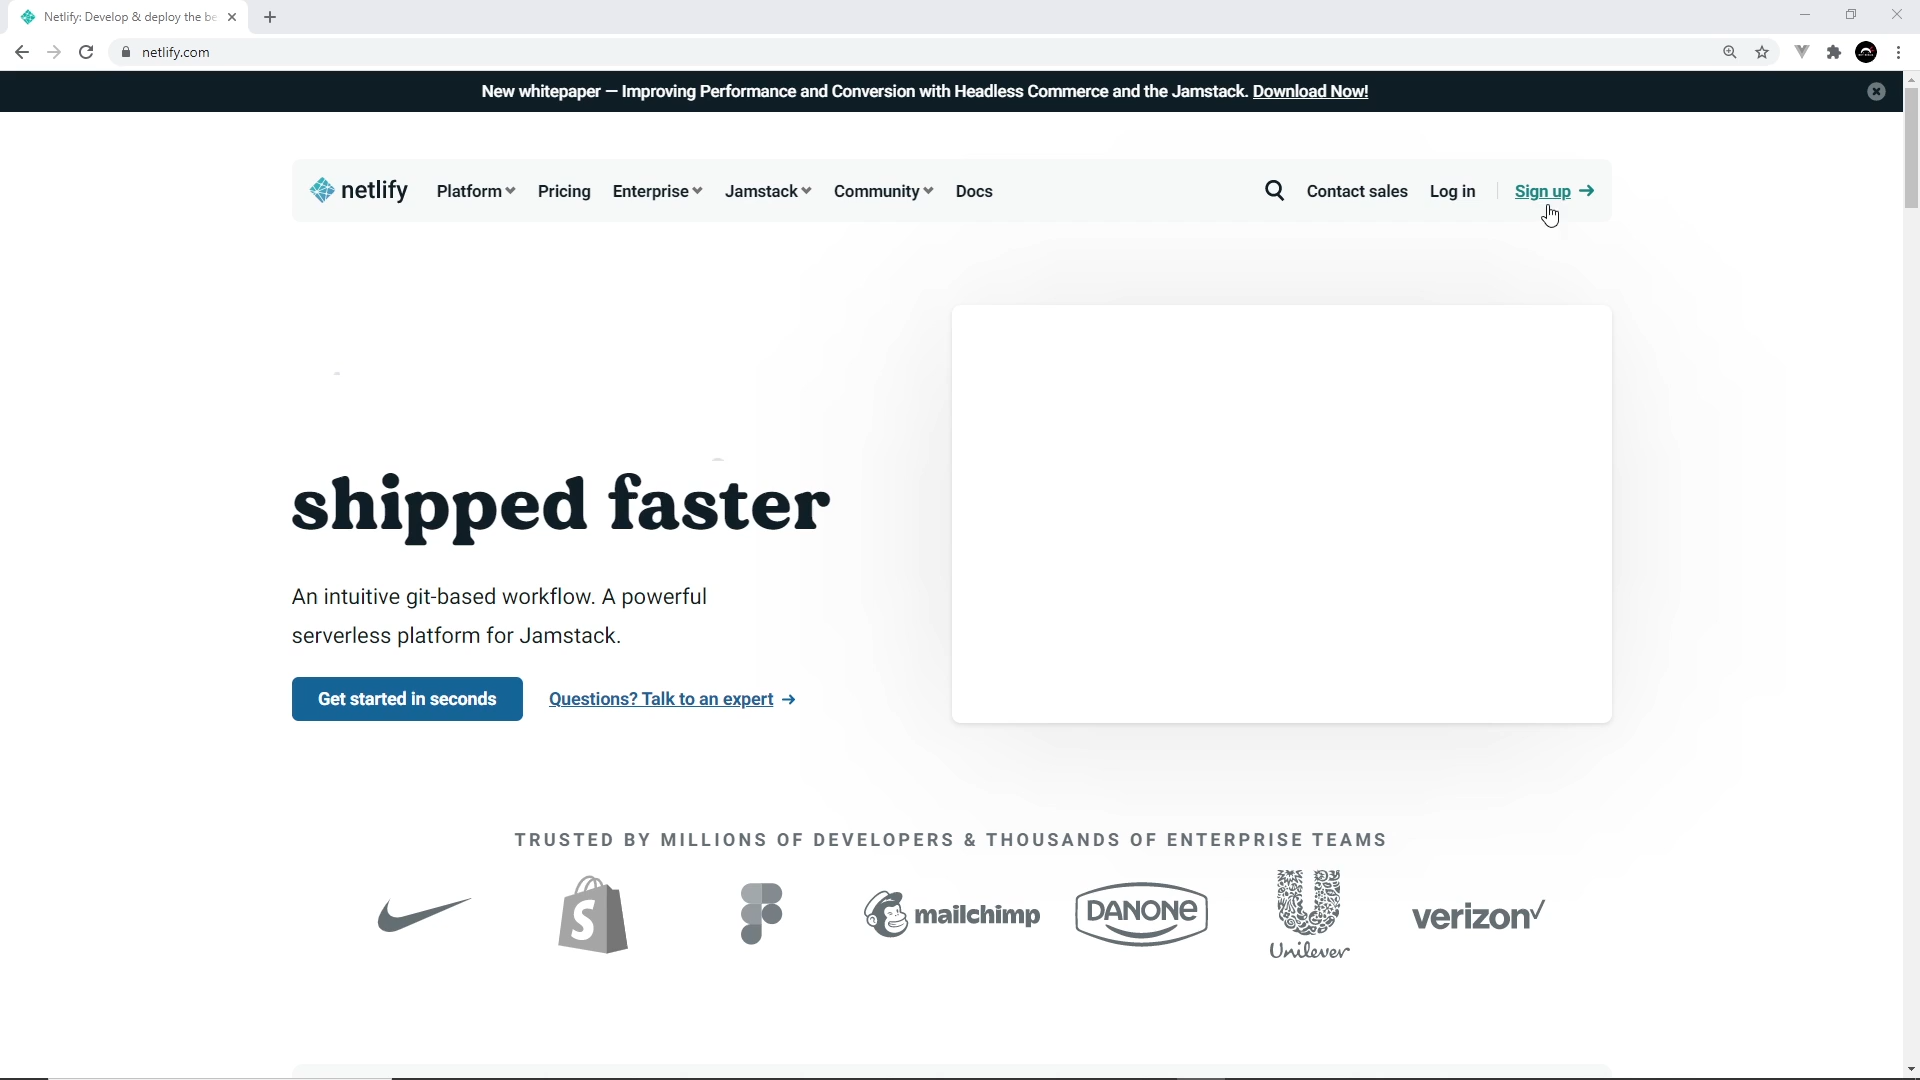 Netlify: Develop & deploy the be
netlify.com
New whitepaper — Improving Performance and Conversion with Headless Commerce and the Jamstack. Download Now!
netlify Platform Pricing Enterprise Jamstack Community Docs Contact sales Log in Sign up →
shipped faster
An intuitive git-based workflow. A powerful
serverless platform for Jamstack.
Get started in seconds Questions? Talk to an expert →
TRUSTED BY MILLIONS OF DEVELOPERS & THOUSANDS OF ENTERPRISE TEAMS
S mailchimp DANONE Unilever verizon✓